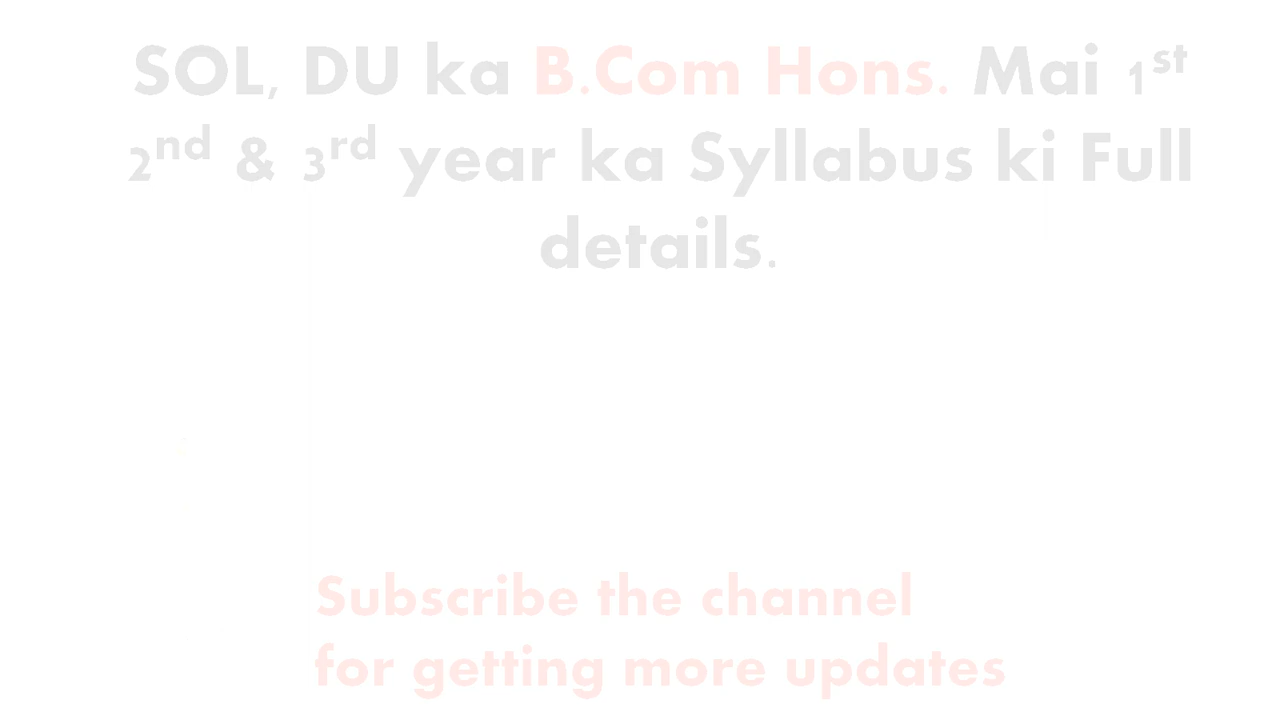 SOL, DU ka B.Com Hons. Mai 1st
2nd & 3rd year ka Syllabus ki Full
details.
Subscribe the channel
for getting more updates